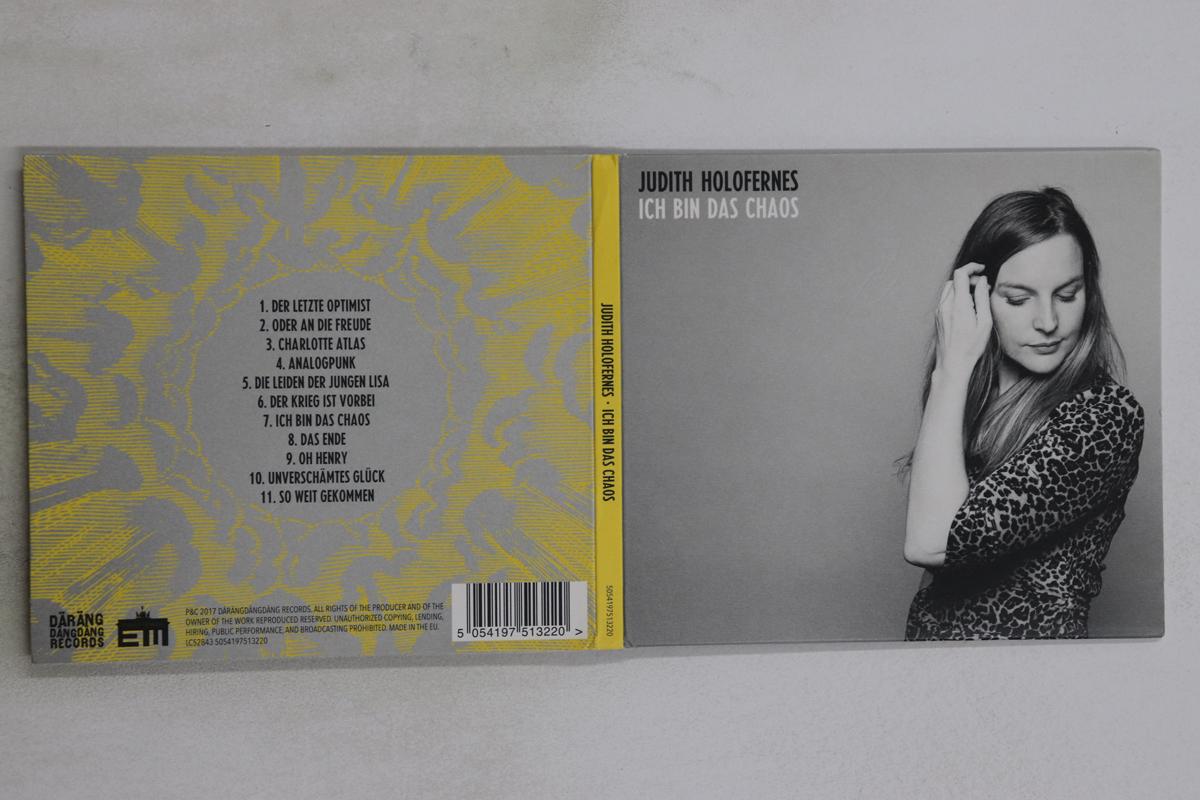 1. DER LETZTE OPTIMIST
2. ODER AN DIE FREUDE
3. CHARLOTTE ATLAS
4. ANALOGPUNK
5. DIE LEIDEN DER JUNGEN LISA
6. DER KRIEG IST VORBEI
7. ICH BIN DAS CHAOS
8. DAS ENDE
9. OH HENRY
10. UNVERSCHÄMTES GLÜCK
11. SO WEIT GEKOMMEN
DÄRÄNG
DÄNGDÄNG
RECORDS
EM
P&C 2017 DÄRÄNGDÄNGDÄNG RECORDS. ALL RIGHTS OF THE PRODUCER AND OF THE
OWNER OF THE WORK REPRODUCED RESERVED. UNAUTHORIZED COPYING, LENDING,
HIRING, PUBLIC PERFORMANCE, AND BROADCASTING PROHIBITED. MADE IN THE EU.
LC52843 5054197513220
5 054197 513220 >
JUDITH HOLOFERNES · ICH BIN DAS CHAOS
5054197513220
JUDITH HOLOFERNES
ICH BIN DAS CHAOS